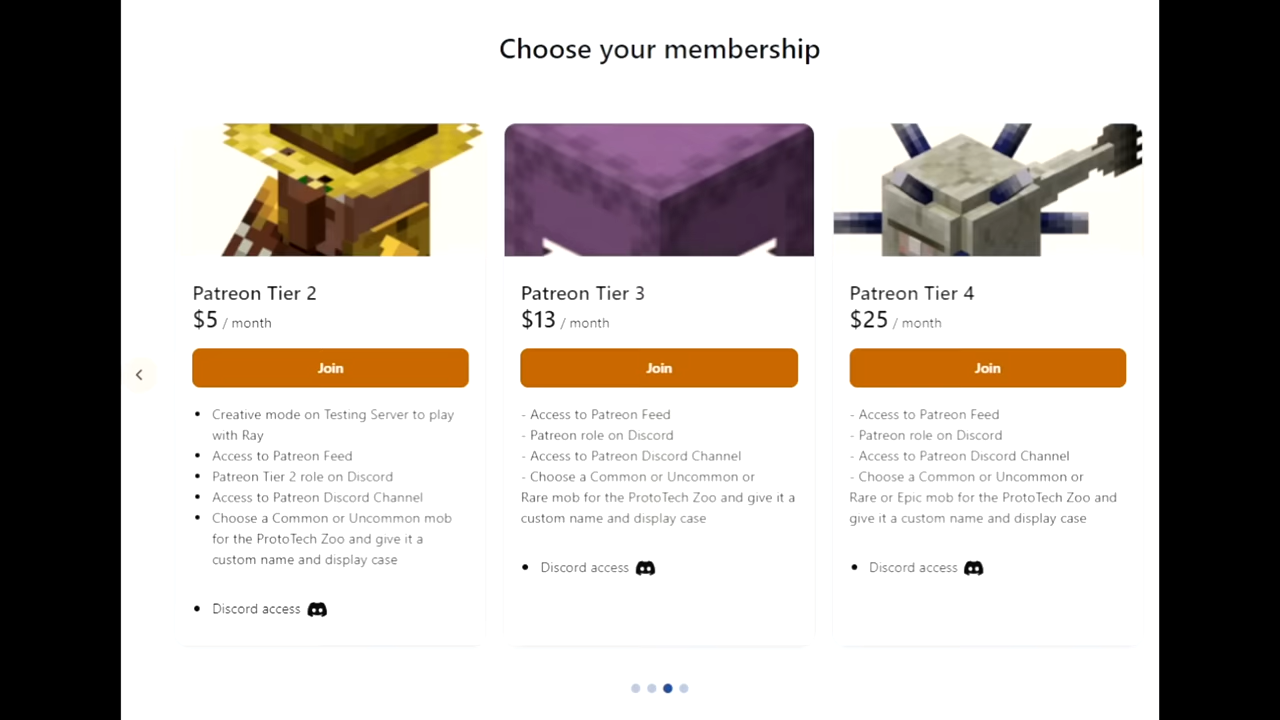 Choose your membership
Patreon Tier 2
$5 / month
Join
• Creative mode on Testing Server to play
with Ray
• Access to Patreon Feed
• Patreon Tier 2 role on Discord
• Access to Patreon Discord Channel
• Choose a Common or Uncommon mob
for the ProtoTech Zoo and give it a
custom name and display case
• Discord access
Patreon Tier 3
$13 / month
Join
- Access to Patreon Feed
- Patreon role on Discord
- Access to Patreon Discord Channel
- Choose a Common or Uncommon or
Rare mob for the ProtoTech Zoo and give it a
custom name and display case
• Discord access
Patreon Tier 4
$25 / month
Join
- Access to Patreon Feed
- Patreon role on Discord
- Access to Patreon Discord Channel
- Choose a Common or Uncommon or
Rare or Epic mob for the ProtoTech Zoo and
give it a custom name and display case
• Discord access